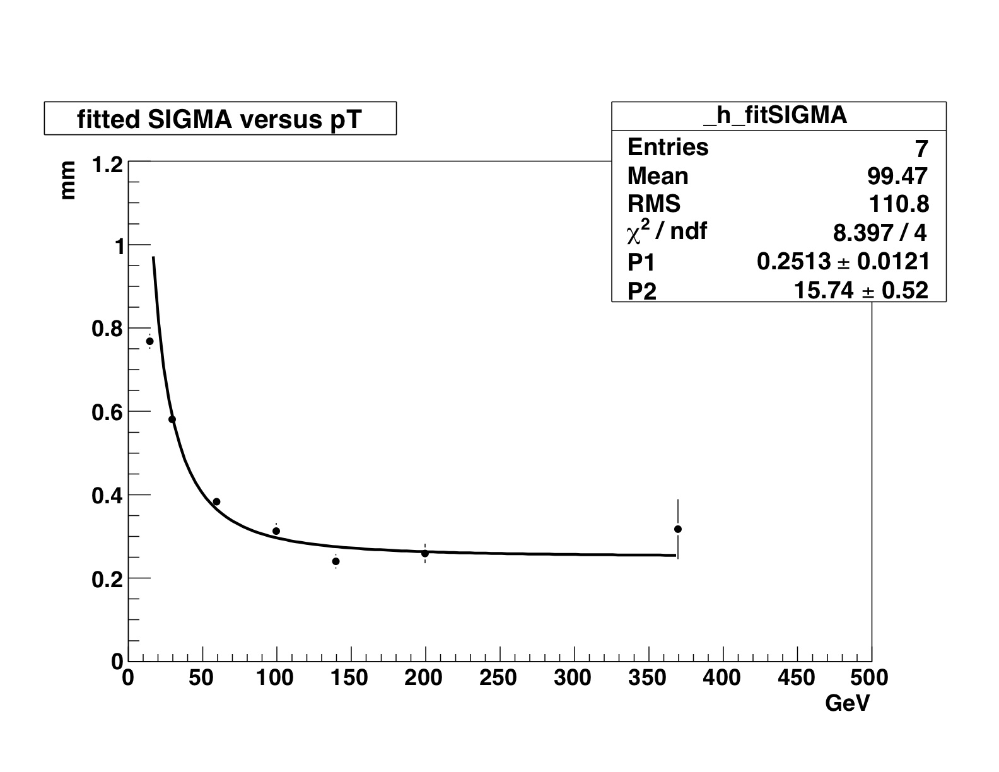 fitted SIGMA versus pT
_h_fitSIGMA
Entries 7
Mean 99.47
RMS 110.8
χ² / ndf 8.397 / 4
P1 0.2513 ± 0.0121
P2 15.74 ± 0.52
mm
1.2
1
0.8
0.6
0.4
0.2
0
0 50 100 150 200 250 300 350 400 450 500
GeV